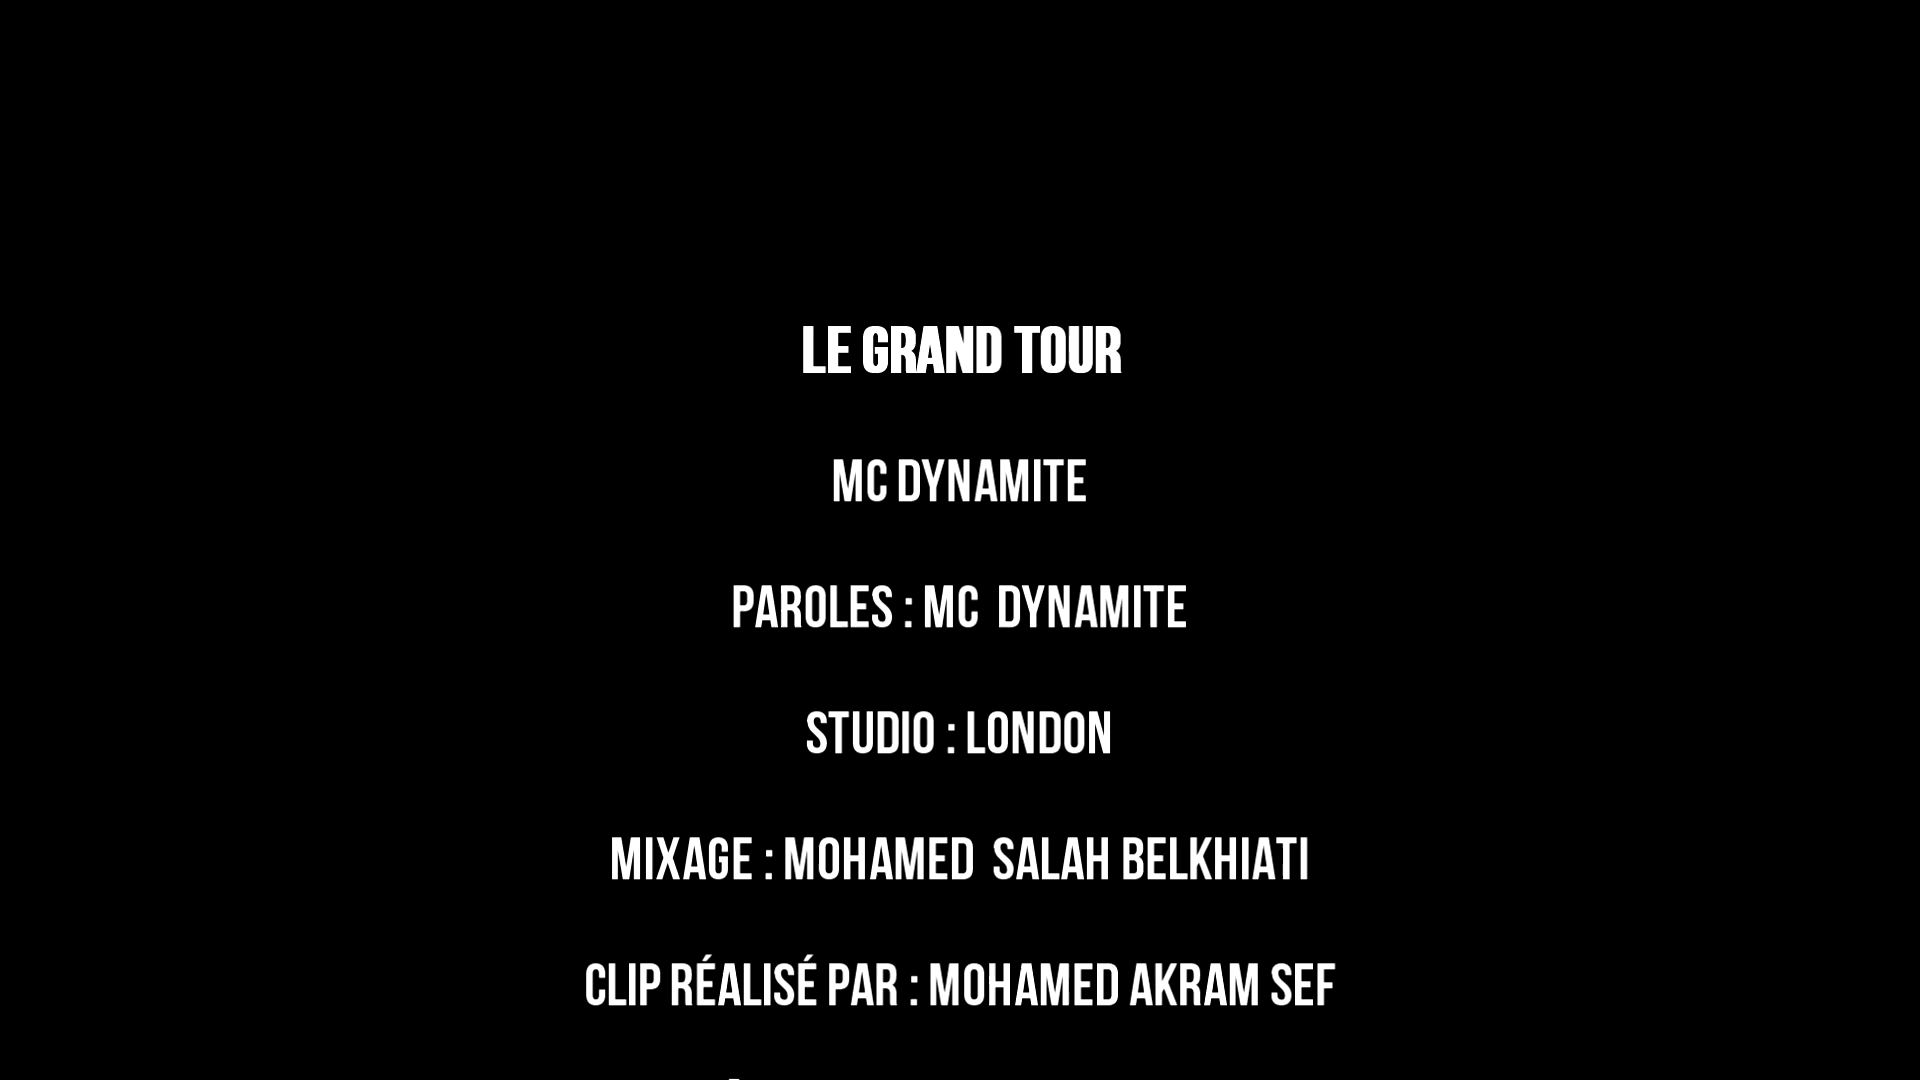 LE GRAND TOUR
MC DYNAMITE
PAROLES : MC  DYNAMITE
STUDIO : LONDON
MIXAGE : MOHAMED  SALAH BELKHIATI
CLIP RÉALISÉ PAR : MOHAMED AKRAM SEF